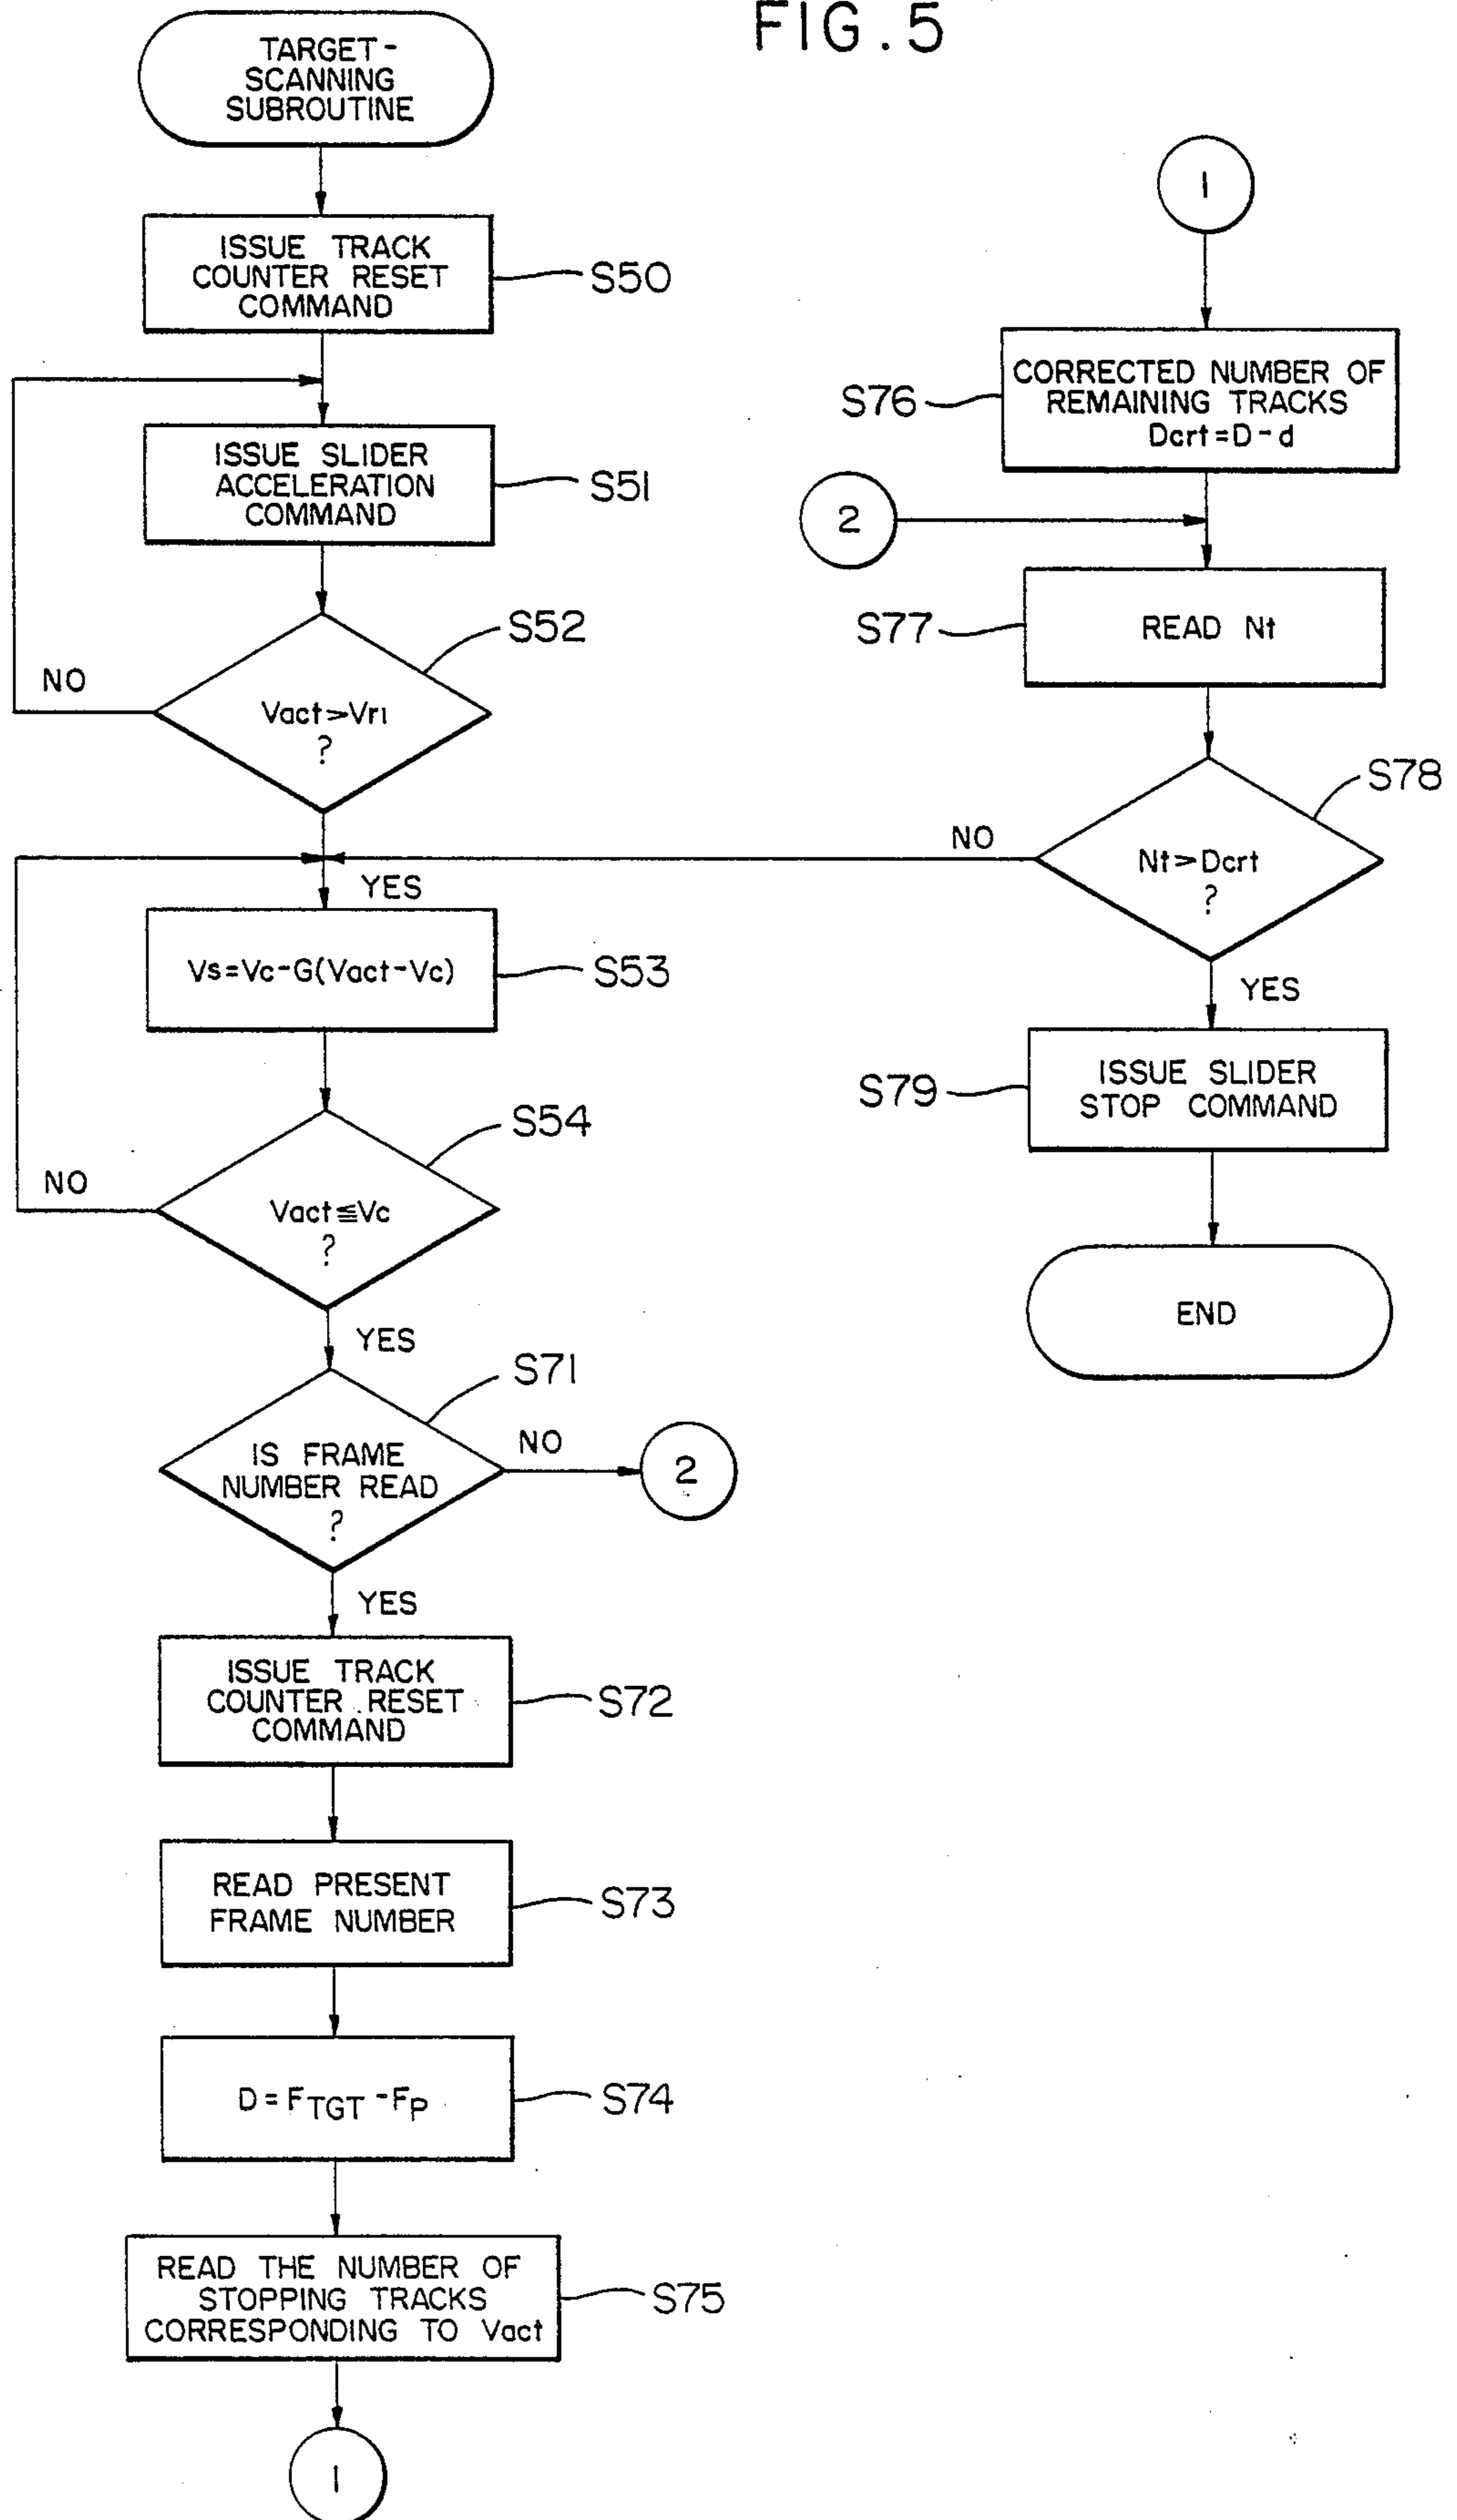 FIG. 5
TARGET-
SCANNING
SUBROUTINE
ISSUE TRACK
COUNTER RESET
COMMAND
S50
ISSUE SLIDER
ACCELERATION
COMMAND
S51
S52
NO
Vact>Vr1
?
YES
Vs=Vc-G(Vact-Vc)
S53
S54
NO
Vact≦Vc
?
YES
S71
IS FRAME
NUMBER READ
?
NO
2
YES
ISSUE TRACK
COUNTER RESET
COMMAND
S72
READ PRESENT
FRAME NUMBER
S73
D=FTGT-FP
S74
READ THE NUMBER OF
STOPPING TRACKS
CORRESPONDING TO Vact
S75
1
1
S76
CORRECTED NUMBER OF
REMAINING TRACKS
Dcrt=D-d
2
S77
READ Nt
S78
NO
Nt>Dcrt
?
YES
S79
ISSUE SLIDER
STOP COMMAND
END